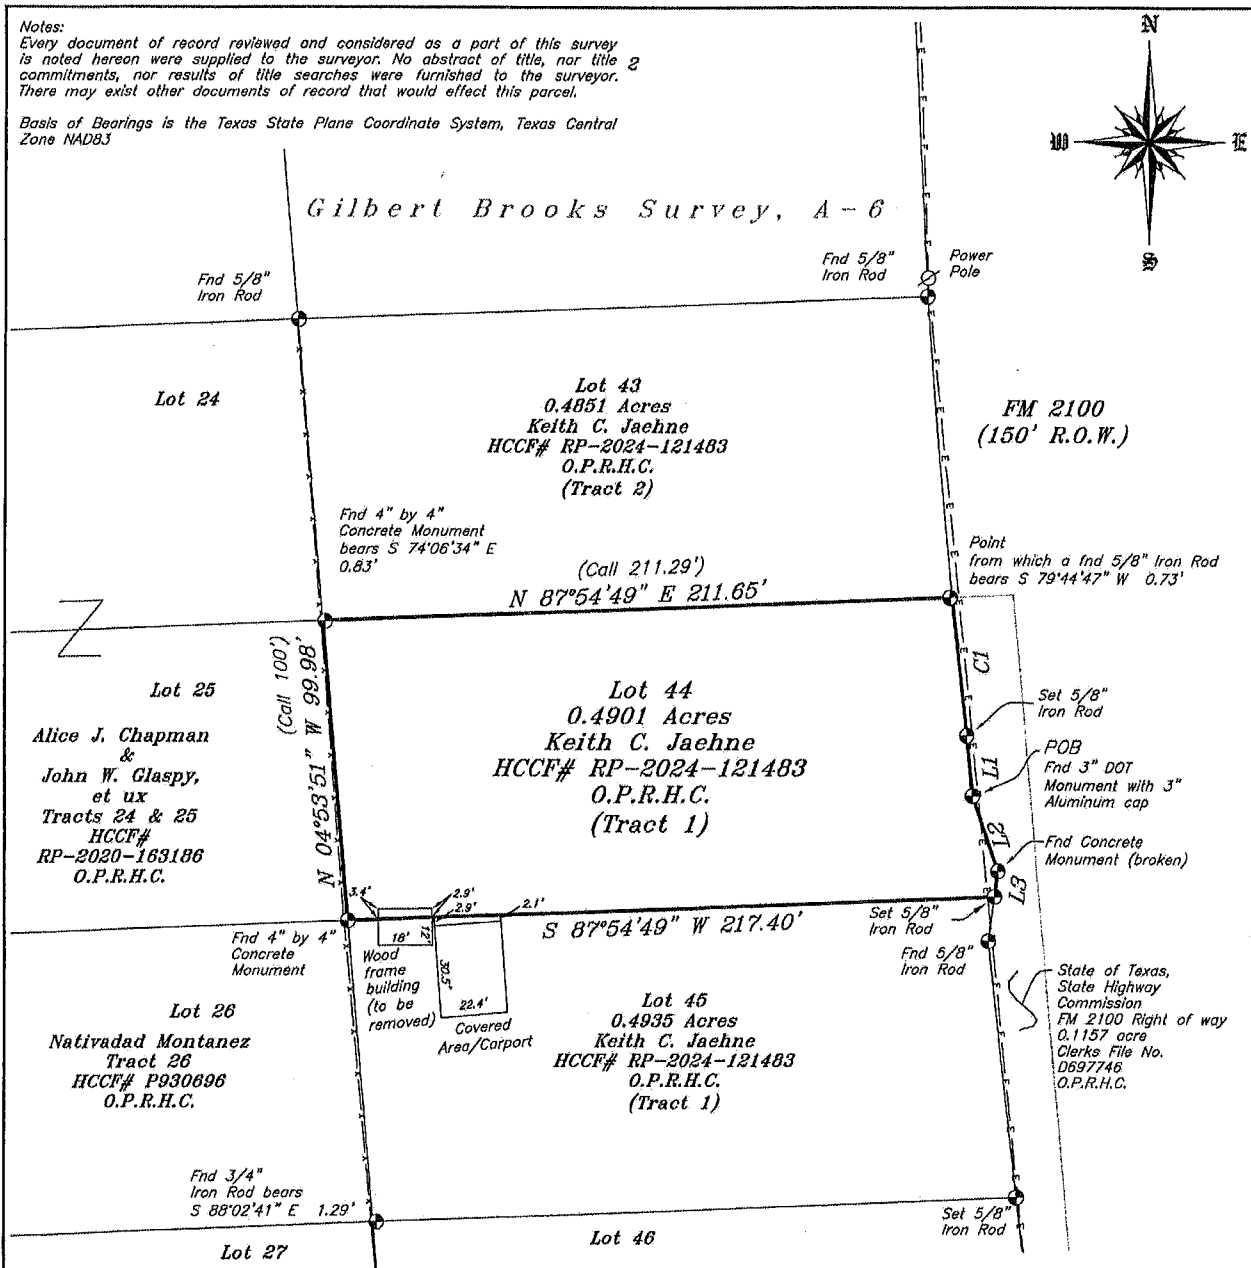 Notes:
Every document of record reviewed and considered as a part of this survey
is noted hereon were supplied to the surveyor. No abstract of title, nor title
commitments, nor results of title searches were furnished to the surveyor.
There may exist other documents of record that would effect this parcel.
2
Basis of Bearings is the Texas State Plane Coordinate System, Texas Central
Zone NAD83
N
W
E
S
Gilbert Brooks Survey, A-6
Fnd 5/8"
Iron Rod
Fnd 5/8"
Iron Rod
Power
Pole
Lot 24
Lot 43
0.4851 Acres
Keith C. Jaehne
HCCF# RP-2024-121483
O.P.R.H.C.
(Tract 2)
FM 2100
(150' R.O.W.)
Fnd 4" by 4"
Concrete Monument
bears S 74°06'34" E
0.83'
(Call 211.29')
N 87°54'49" E 211.65'
Point
from which a fnd 5/8" Iron Rod
bears S 79°44'47" W 0.73'
(Call 100')
N 04°53'51" W 99.98'
C1
Lot 25
Alice J. Chapman
&
John W. Glaspy,
et ux
Tracts 24 & 25
HCCF#
RP-2020-163186
O.P.R.H.C.
Lot 44
0.4901 Acres
Keith C. Jaehne
HCCF# RP-2024-121483
O.P.R.H.C.
(Tract 1)
Set 5/8"
Iron Rod
L1
POB
Fnd 3" DOT
Monument with 3"
Aluminum cap
L2
Fnd Concrete
Monument (broken)
L3
3.4'
2.9'
2.9'
2.1'
S 87°54'49" W 217.40'
Set 5/8"
Iron Rod
Fnd 4" by 4"
Concrete
Monument
18'
12'
Wood
frame
building
(to be
removed)
30.5'
22.4'
Covered
Area/Carport
Fnd 5/8"
Iron Rod
State of Texas,
State Highway
Commission
FM 2100 Right of way
0.1157 acre
Clerks File No.
D697746
O.P.R.H.C.
Lot 26
Nativadad Montanez
Tract 26
HCCF# P930696
O.P.R.H.C.
Lot 45
0.4935 Acres
Keith C. Jaehne
HCCF# RP-2024-121483
O.P.R.H.C.
(Tract 1)
Fnd 3/4"
Iron Rod bears
S 88°02'41" E 1.29'
Set 5/8"
Iron Rod
Lot 27
Lot 46